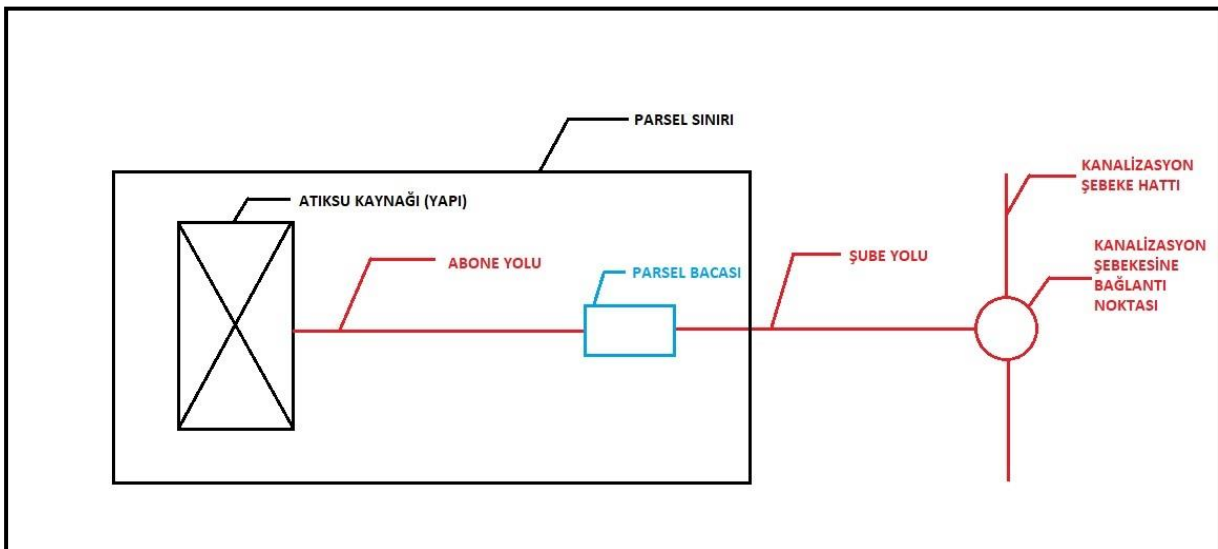 PARSEL SINIRI
KANALİZASYON
ŞEBEKE HATTI
ATIKSU KAYNAĞI (YAPI)
KANALİZASYON
ŞEBEKESİNE
BAĞLANTI
NOKTASI
ABONE YOLU
PARSEL BACASI
ŞUBE YOLU